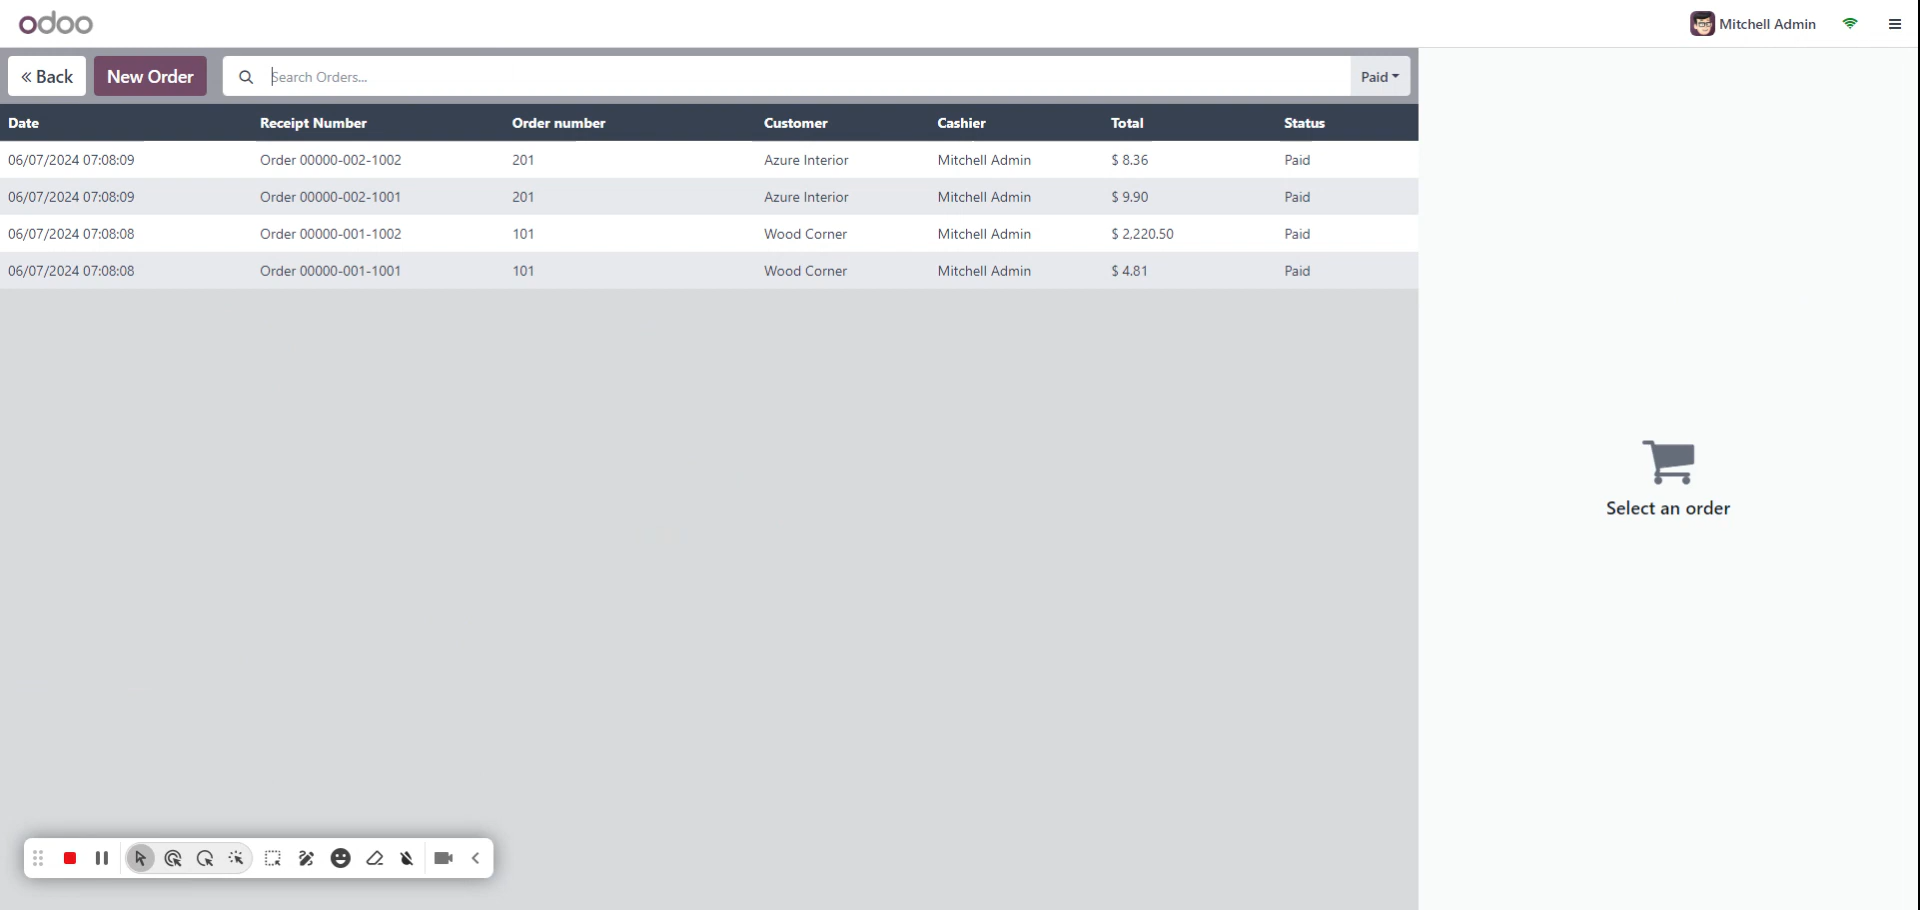 odoo Mitchell Admin
« Back New Order Search Orders... Paid
Date Receipt Number Order number Customer Cashier Total Status
06/07/2024 07:08:09 Order 00000-002-1002 201 Azure Interior Mitchell Admin $ 8.36 Paid
06/07/2024 07:08:09 Order 00000-002-1001 201 Azure Interior Mitchell Admin $ 9.90 Paid
06/07/2024 07:08:08 Order 00000-001-1002 101 Wood Corner Mitchell Admin $ 2,220.50 Paid
06/07/2024 07:08:08 Order 00000-001-1001 101 Wood Corner Mitchell Admin $ 4.81 Paid
Select an order